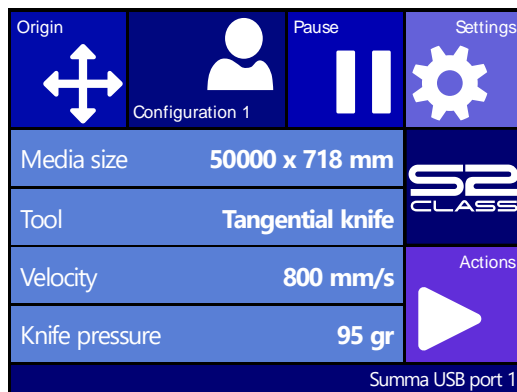 Origin
Configuration 1
Pause
Settings
Media size 50000 x 718 mm
S2
CLASS
Tool Tangential knife
Velocity 800 mm/s
Actions
Knife pressure 95 gr
Summa USB port 1